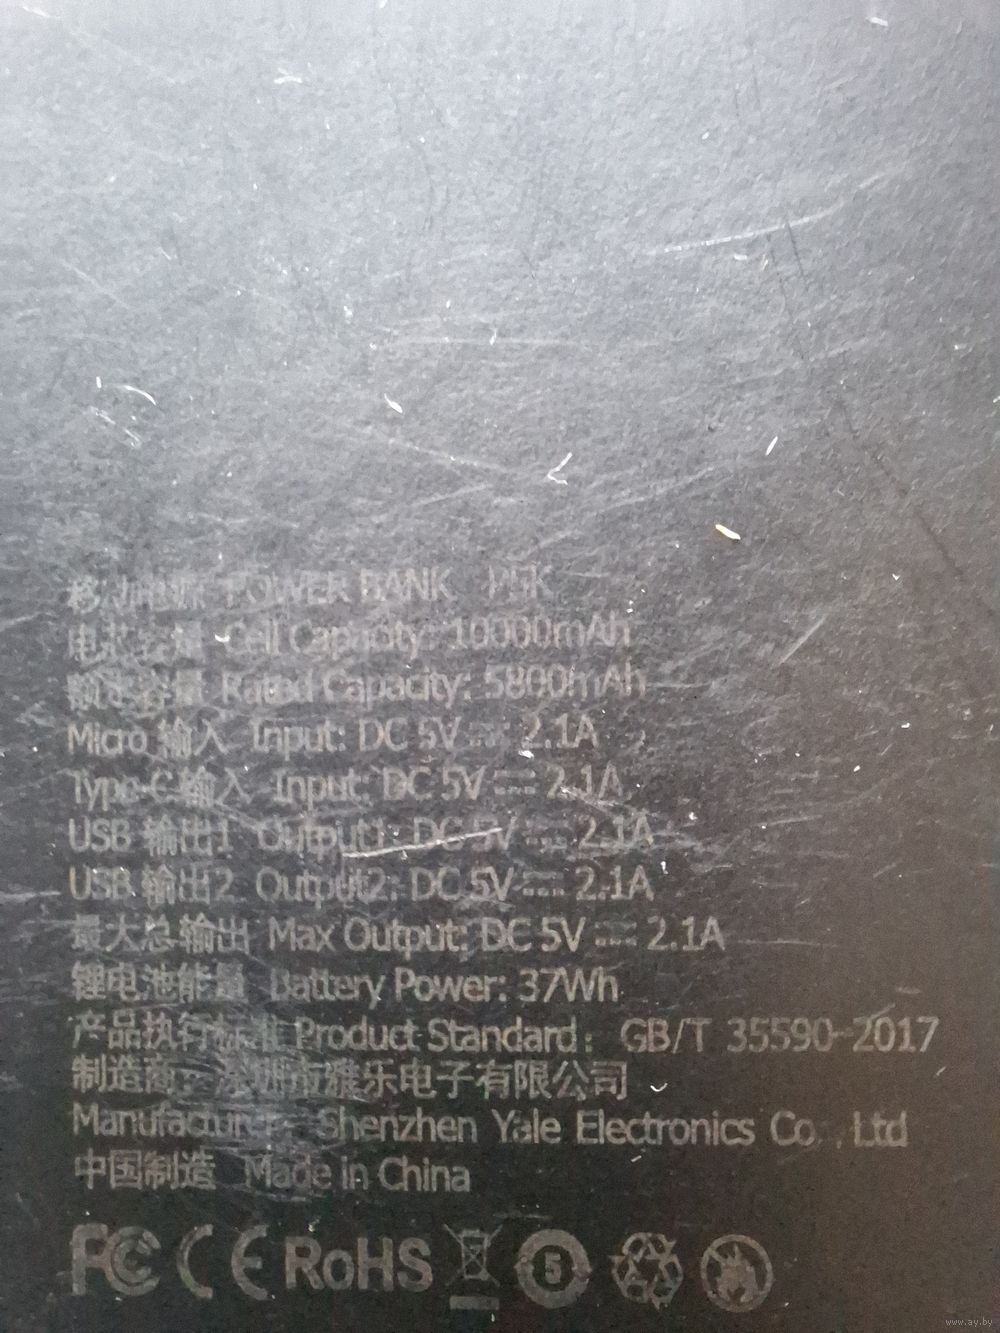 移动电源 POWER BANK
电芯容量 Cell Capacity: 10000mAh
额定容量 Rated Capacity: 5800mAh
Micro 输入 Input: DC 5V ⎓ 2.1A
Type-C 输入 Input: DC 5V ⎓ 2.1A
USB 输出1 Output1: DC 5V ⎓ 2.1A
USB 输出2 Output2: DC 5V ⎓ 2.1A
最大总输出 Max Output: DC 5V ⎓ 2.1A
锂电池能量 Battery Power: 37Wh
产品执行标准 Product Standard: GB/T 35590-2017
制造商: 深圳市雅乐电子有限公司
Manufacturer: Shenzhen Yale Electronics Co., Ltd
中国制造 Made in China
FC CE RoHS 5
www.ay.by